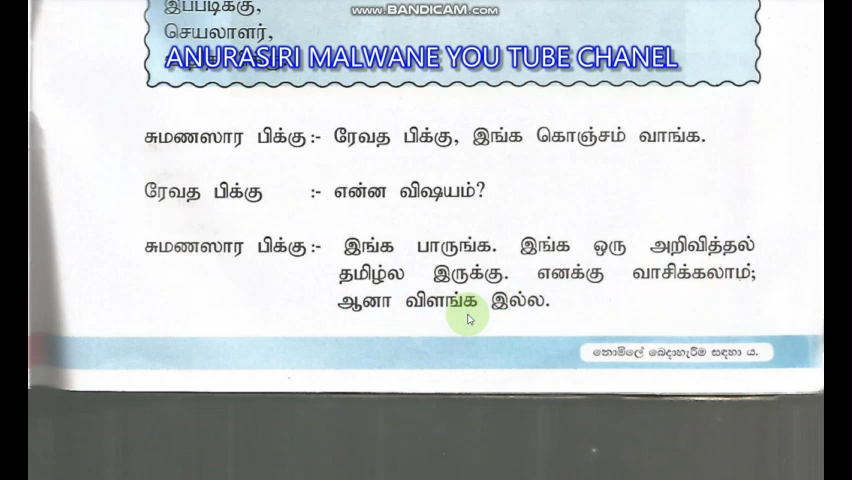 www.BANDICAM.com
இப்படிக்கு,
செயலாளர்,
ANURASIRI MALWANE YOU TUBE CHANEL
சுமணஸார பிக்கு :- ரேவத பிக்கு, இங்க கொஞ்சம் வாங்க.
ரேவத பிக்கு :- என்ன விஷயம்?
சுமணஸார பிக்கு :- இங்க பாருங்க. இங்க ஒரு அறிவித்தல்
தமிழ்ல இருக்கு. எனக்கு வாசிக்கலாம்;
ஆனா விளங்க இல்ல.
නොමිලේ බෙදාහැරීම සඳහා ය.